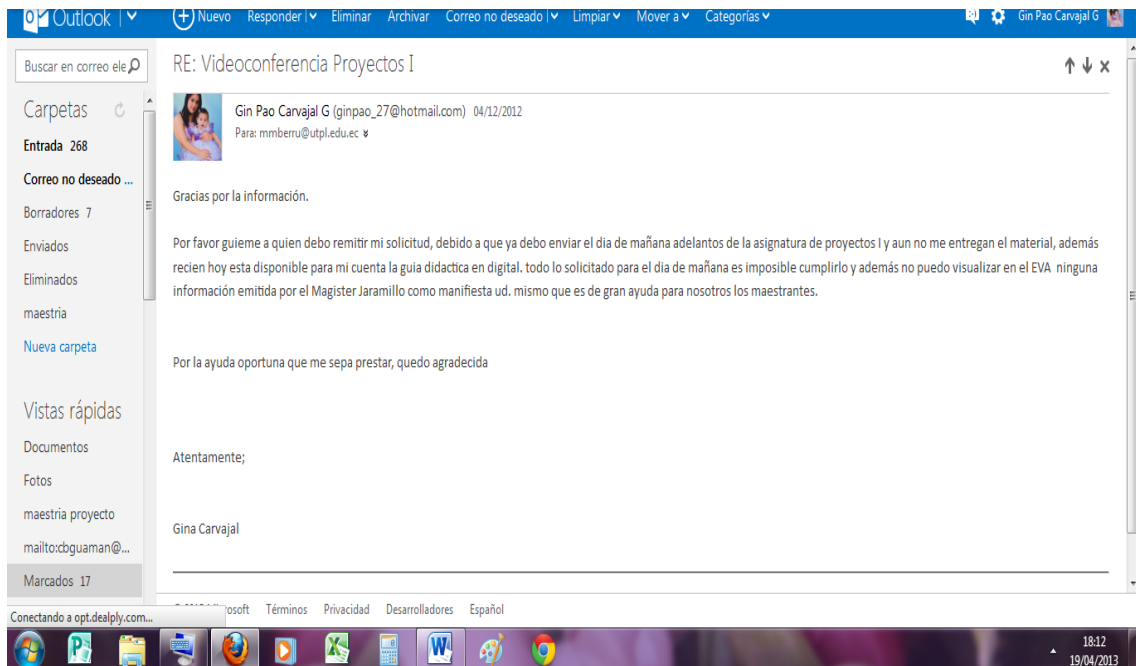 Outlook
Nuevo Responder Eliminar Archivar Correo no deseado Limpiar Mover a Categorías Gin Pao Carvajal G
Buscar en correo ele
RE: Videoconferencia Proyectos I
Carpetas
Entrada 268
Correo no deseado ...
Borradores 7
Enviados
Eliminados
maestria
Nueva carpeta
Vistas rápidas
Documentos
Fotos
maestria proyecto
mailto:cbguaman@...
Marcados 17
Gin Pao Carvajal G (ginpao_27@hotmail.com) 04/12/2012
Para: mmberru@utpl.edu.ec
Gracias por la información.
Por favor guieme a quien debo remitir mi solicitud, debido a que ya debo enviar el dia de mañana adelantos de la asignatura de proyectos I y aun no me entregan el material, además
recien hoy esta disponible para mi cuenta la guia didactica en digital. todo lo solicitado para el dia de mañana es imposible cumplirlo y además no puedo visualizar en el EVA ninguna
información emitida por el Magister Jaramillo como manifiesta ud. mismo que es de gran ayuda para nosotros los maestrantes.
Por la ayuda oportuna que me sepa prestar, quedo agradecida
Atentamente;
Gina Carvajal
Términos Privacidad Desarrolladores Español
Conectando a opt.dealply.com...
18:12
19/04/2013